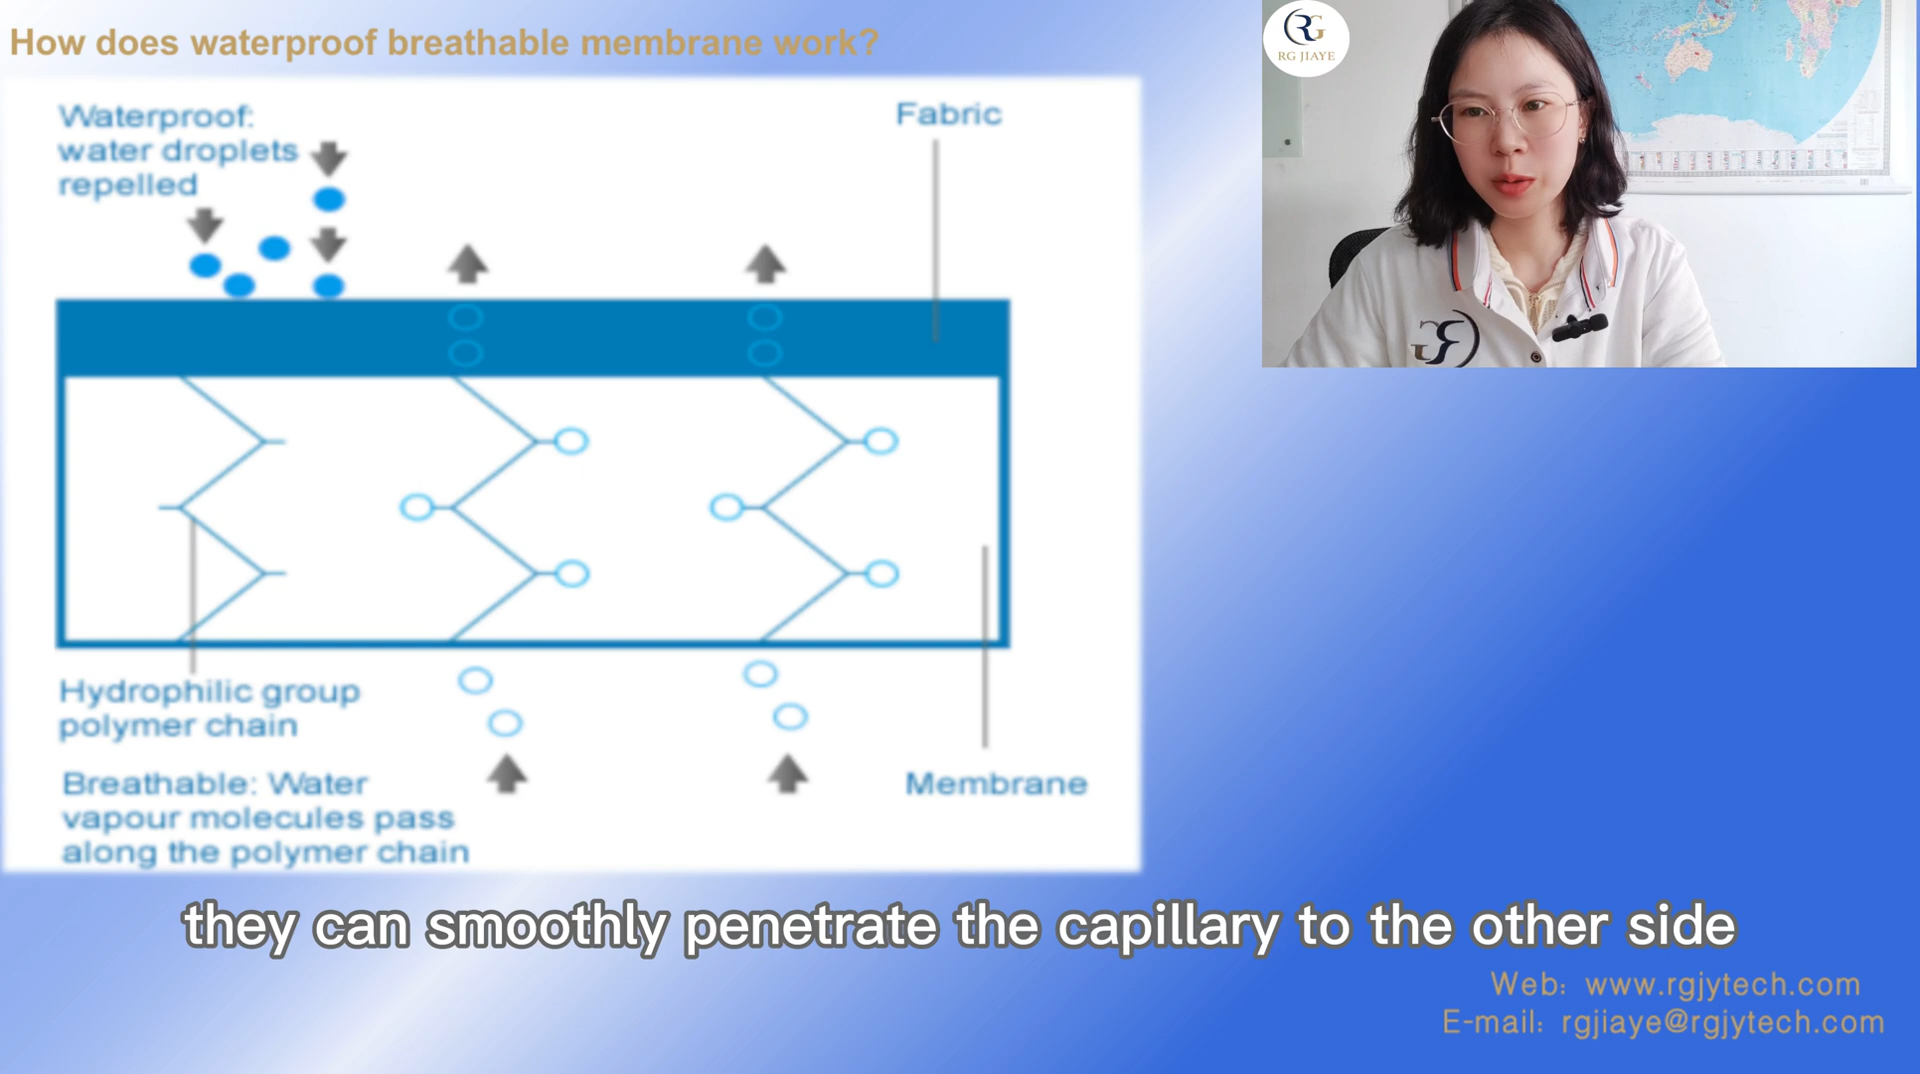 How does waterproof breathable membrane work?
RG
RG JIAYE
Waterproof:
water droplets
repelled
Fabric
Hydrophilic group
polymer chain
Breathable: Water
vapour molecules pass
along the polymer chain
Membrane
they can smoothly penetrate the capillary to the other side
Web: www.rgjytech.com
E-mail: rgjiaye@rgjytech.com